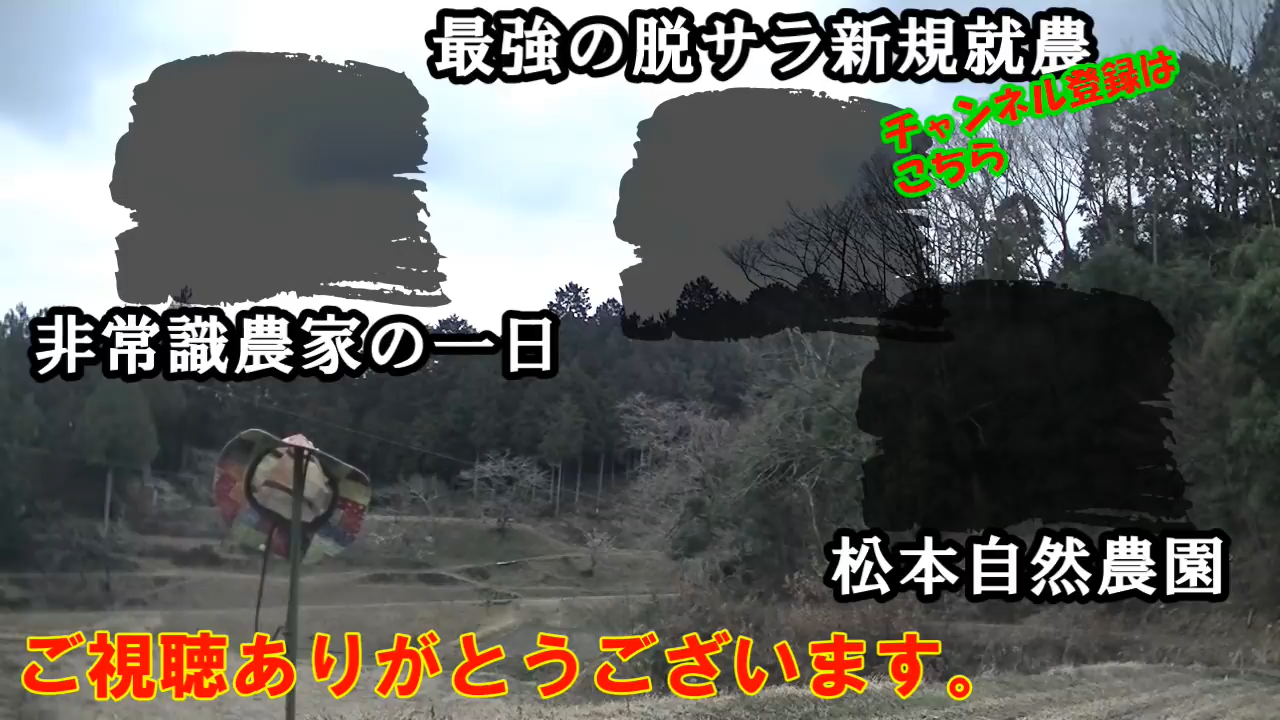 最強の脱サラ新規就農
チャンネル登録は
こちら
非常識農家の一日
松本自然農園
ご視聴ありがとうございます。